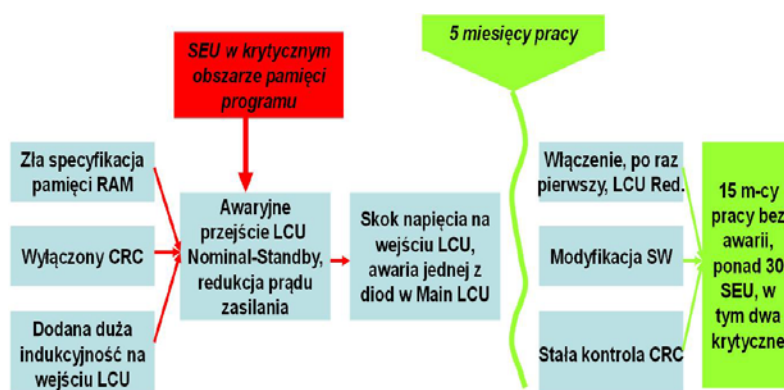 SEU w krytycznym
obszarze pamięci
programu
5 miesięcy pracy
Zła specyfikacja
pamięci RAM
Wyłączony CRC
Dodana duża
indukcyjność na
wejściu LCU
Awaryjne
przejście LCU
Nominal-Standby,
redukcja prądu
zasilania
Skok napięcia na
wejściu LCU,
awaria jednej z
diod w Main LCU
Włączenie, po raz
pierwszy, LCU Red.
Modyfikacja SW
Stała kontrola CRC
15 m-cy
pracy bez
awarii,
ponad 30
SEU, w
tym dwa
krytyczne